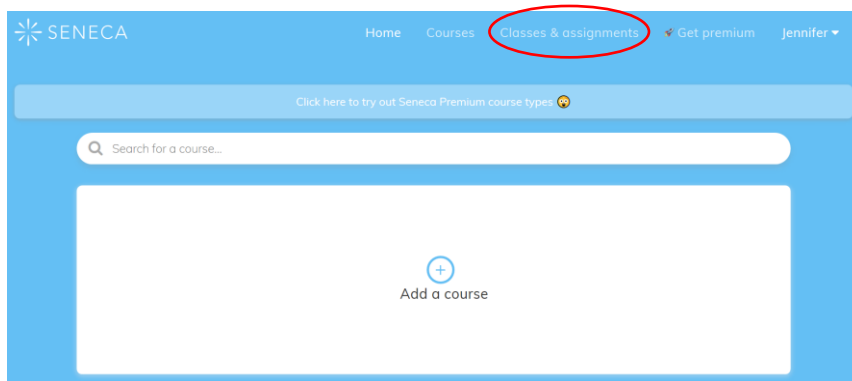 SENECA Home Courses Classes & assignments 🚀 Get premium Jennifer
Click here to try out Seneca Premium course types 😲
Search for a course...
Add a course